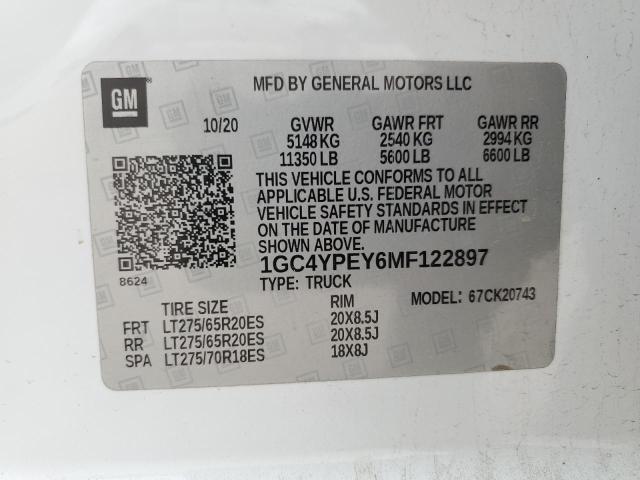 GM
MFD BY GENERAL MOTORS LLC
10/20 GVWR GAWR FRT GAWR RR
5148 KG 2540 KG 2994 KG
11350 LB 5600 LB 6600 LB
THIS VEHICLE CONFORMS TO ALL
APPLICABLE U.S. FEDERAL MOTOR
VEHICLE SAFETY STANDARDS IN EFFECT
ON THE DATE OF MANUFACTURE
SHOWN ABOVE.
8624
1GC4YPEY6MF122897
TYPE: TRUCK MODEL: 67CK20743
TIRE SIZE RIM
FRT LT275/65R20ES 20X8.5J
RR LT275/65R20ES 20X8.5J
SPA LT275/70R18ES 18X8J